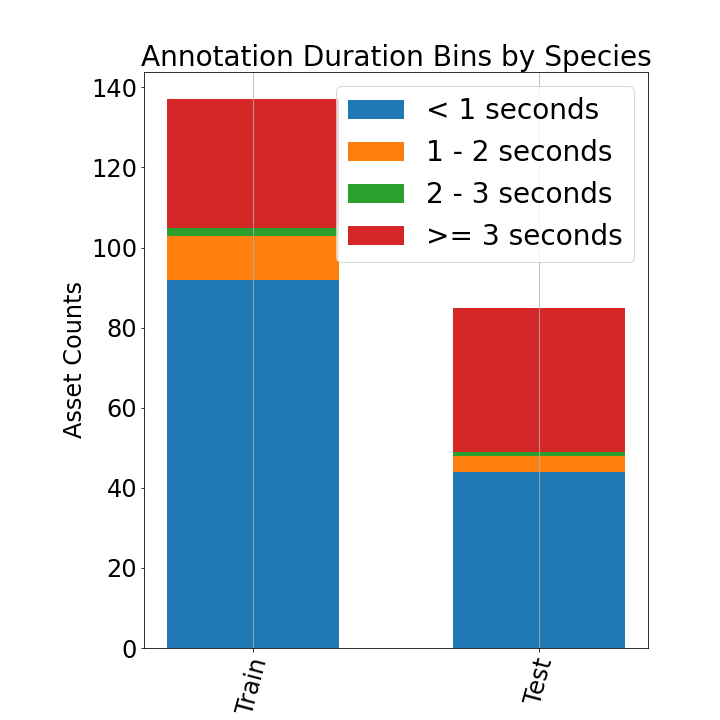 Annotation Duration Bins by Species
140
120
100
80
60
40
20
0
Asset Counts
< 1 seconds
1 - 2 seconds
2 - 3 seconds
>= 3 seconds
Train
Test